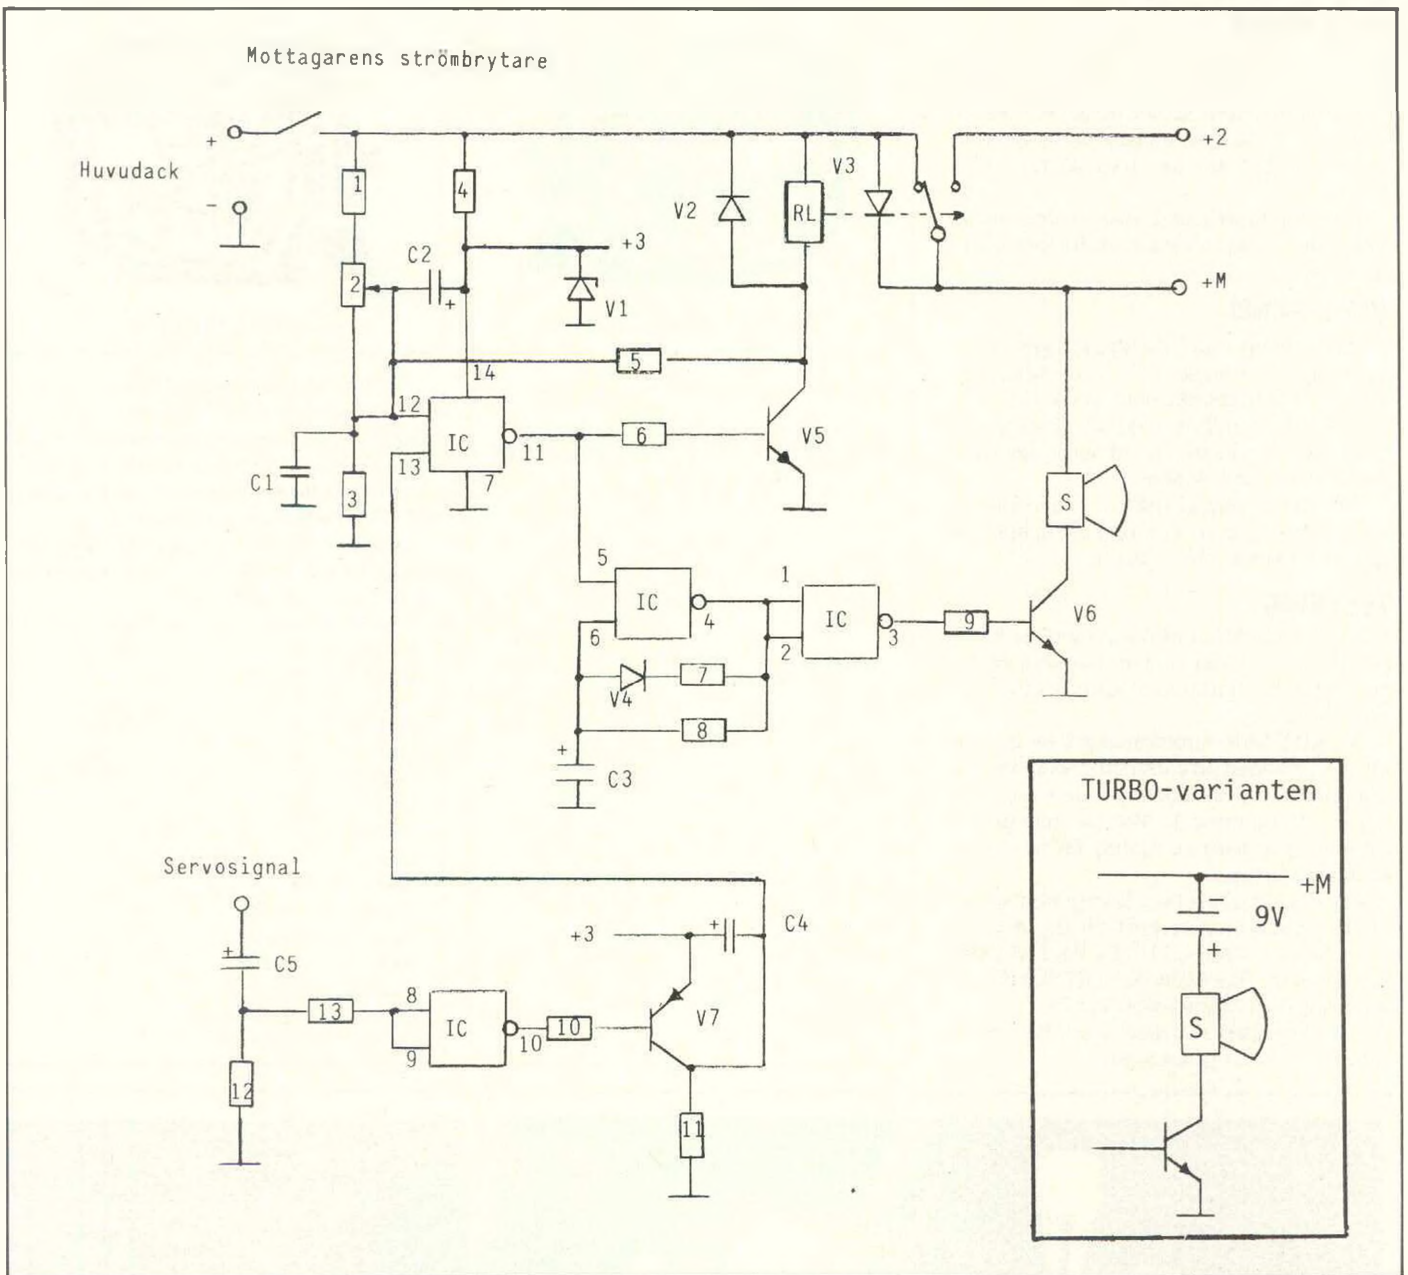 Mottagarens strömbrytare
+
Huvudack
-
+2
+M
1
4
V2
RL
V3
+3
C2
+
2
V1
5
14
12
IC
13
11
7
6
V5
C1
3
S
5
IC
4
6
1
IC
2
3
9
V6
V4
7
8
+
C3
TURBO-varianten
+M
-
9V
+
S
Servosignal
+
C5
+3
+
C4
13
8
IC
9
10
10
V7
12
11